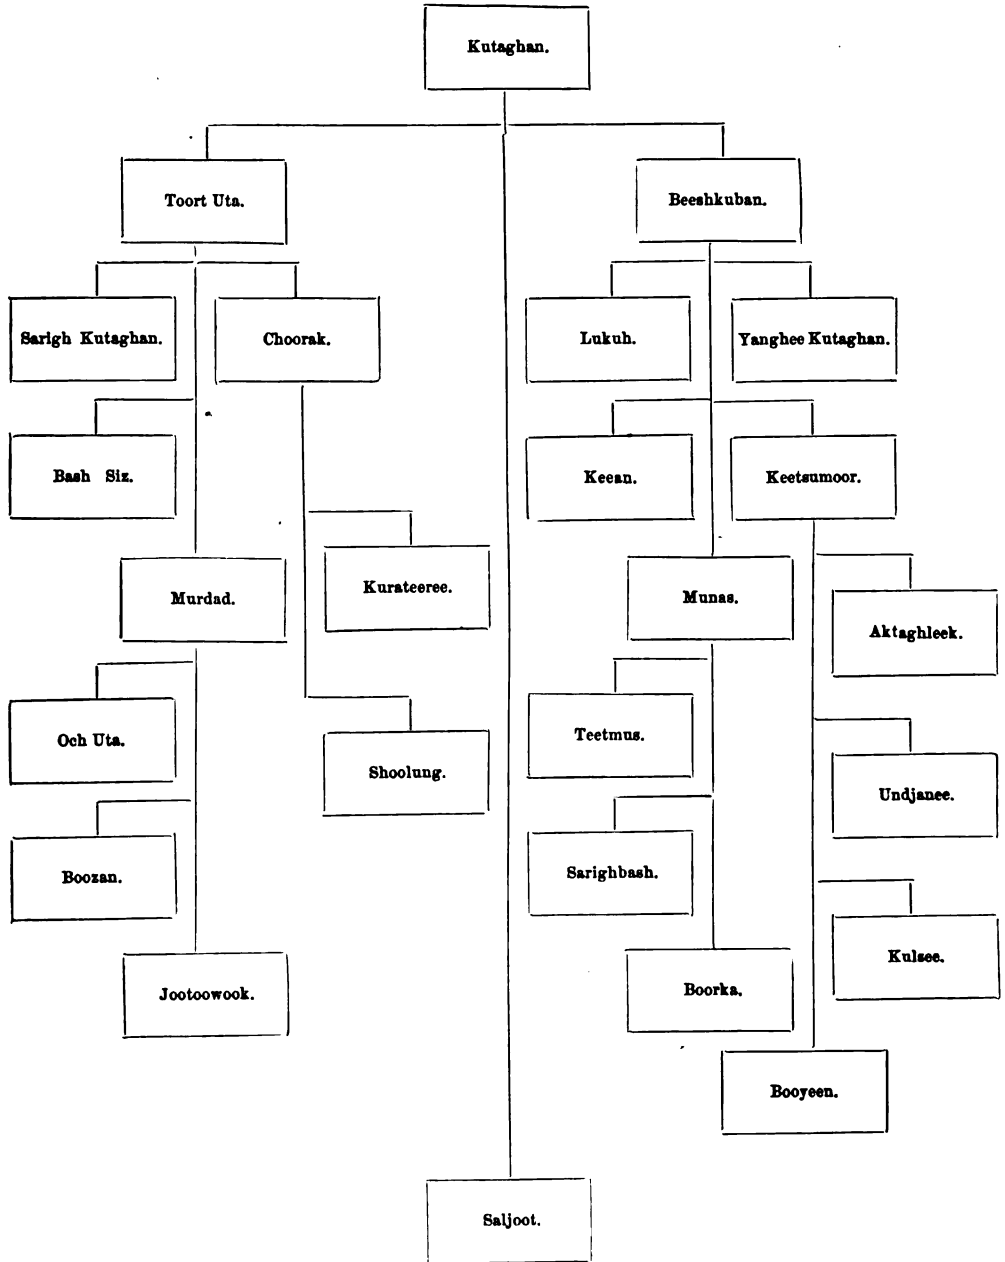 Kutaghan.
Toort Uta.
Beeshkuban.
Sarigh Kutaghan.
Choorak.
Lukuh.
Yanghee Kutaghan.
Bash Siz.
Keean.
Keetsumoor.
Murdad.
Kurateeree.
Munas.
Aktaghleek.
Och Uta.
Shoolung.
Teetmus.
Undjanee.
Boozan.
Sarighbash.
Kulsee.
Jootoowook.
Boorka.
Booyeen.
Saljoot.